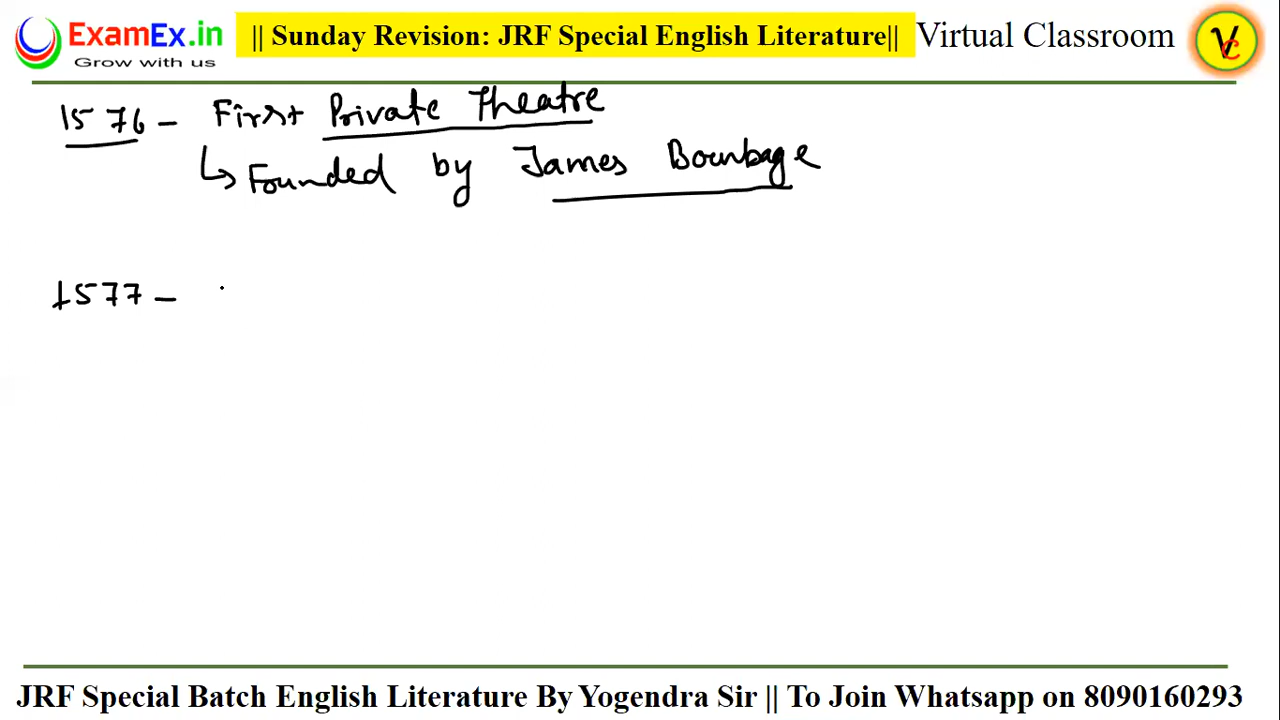 ExamEx.in
Grow with us
|| Sunday Revision: JRF Special English Literature||
Virtual Classroom
VC
1576 - First Private Theatre
↳ Founded by James Bounbage
1577 -
JRF Special Batch English Literature By Yogendra Sir || To Join Whatsapp on 8090160293